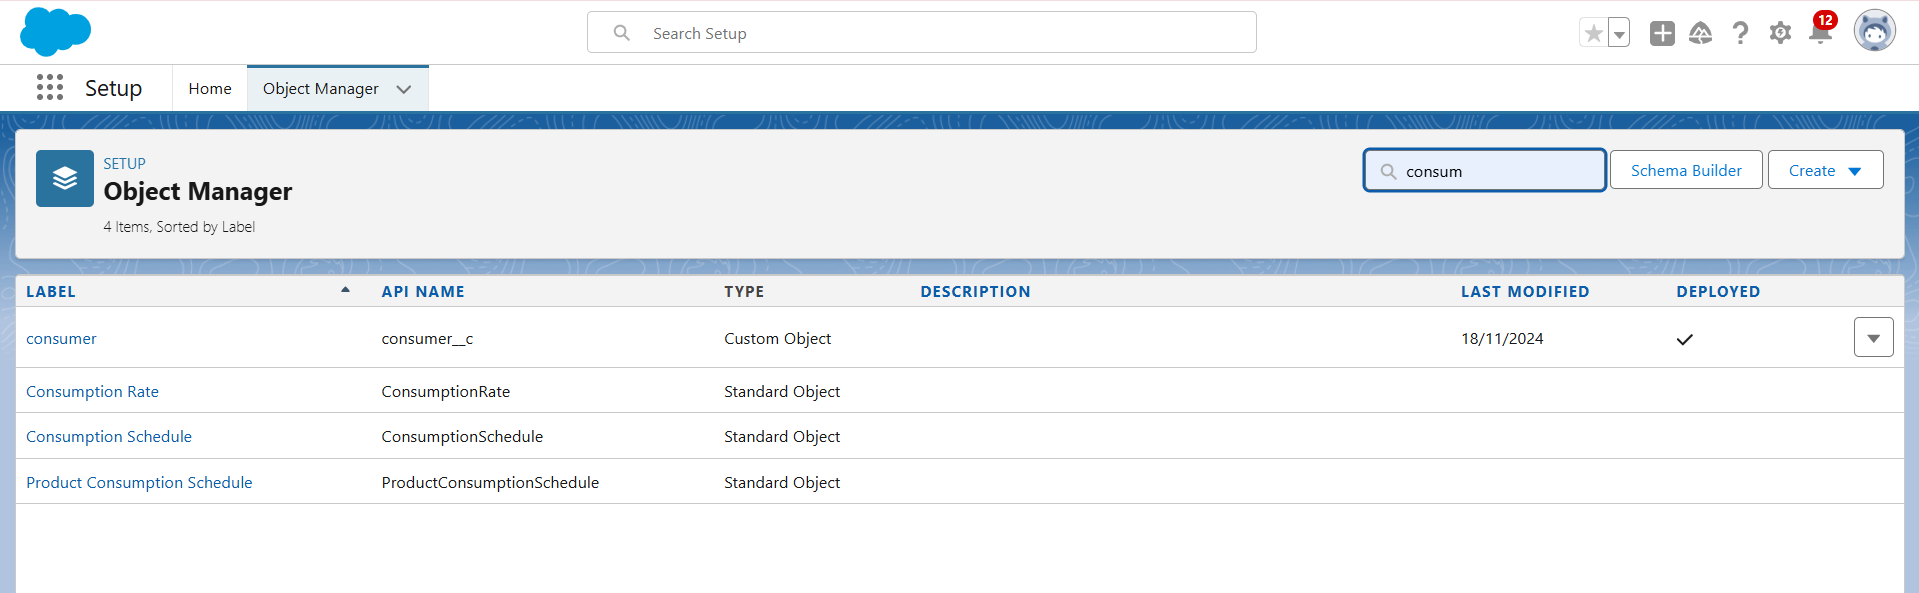 Search Setup
12
Setup
Home
Object Manager
SETUP
Object Manager
4 Items, Sorted by Label
consum
Schema Builder
Create
LABEL API NAME TYPE DESCRIPTION LAST MODIFIED DEPLOYED
consumer consumer__c Custom Object 18/11/2024
Consumption Rate ConsumptionRate Standard Object
Consumption Schedule ConsumptionSchedule Standard Object
Product Consumption Schedule ProductConsumptionSchedule Standard Object